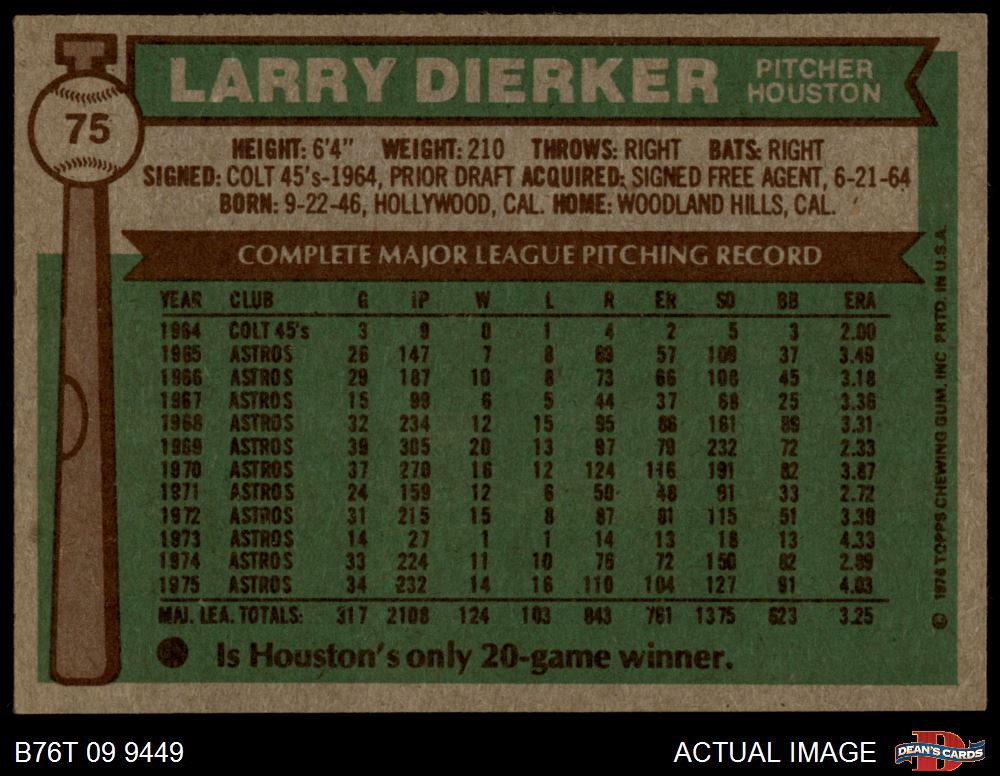 75
LARRY DIERKER
PITCHER
HOUSTON
HEIGHT: 6'4" WEIGHT: 210 THROWS: RIGHT BATS: RIGHT
SIGNED: COLT 45's-1964, PRIOR DRAFT ACQUIRED: SIGNED FREE AGENT, 6-21-64
BORN: 9-22-46, HOLLYWOOD, CAL. HOME: WOODLAND HILLS, CAL.
COMPLETE MAJOR LEAGUE PITCHING RECORD
YEAR CLUB G IP W L R ER SO BB ERA
1964 COLT 45's 3 9 0 1 4 2 5 3 2.00
1965 ASTROS 26 147 7 8 69 57 109 37 3.49
1966 ASTROS 29 187 10 8 73 66 108 45 3.18
1967 ASTROS 15 99 6 5 44 37 68 25 3.36
1968 ASTROS 32 234 12 15 95 86 161 89 3.31
1969 ASTROS 39 305 20 13 97 79 232 72 2.33
1970 ASTROS 37 270 16 12 124 116 191 82 3.87
1971 ASTROS 24 159 12 6 50 48 91 33 2.72
1972 ASTROS 31 215 15 8 87 81 115 51 3.39
1973 ASTROS 14 27 1 1 14 13 18 13 4.33
1974 ASTROS 33 224 11 10 76 72 150 82 2.89
1975 ASTROS 34 232 14 16 110 104 127 91 4.03
MAJ. LEA. TOTALS: 317 2108 124 103 843 761 1375 623 3.25
Is Houston's only 20-game winner.
© 1976 TOPPS CHEWING GUM, INC. PRTD. IN U.S.A.
B76T 09 9449
ACTUAL IMAGE
DEAN'S CARDS